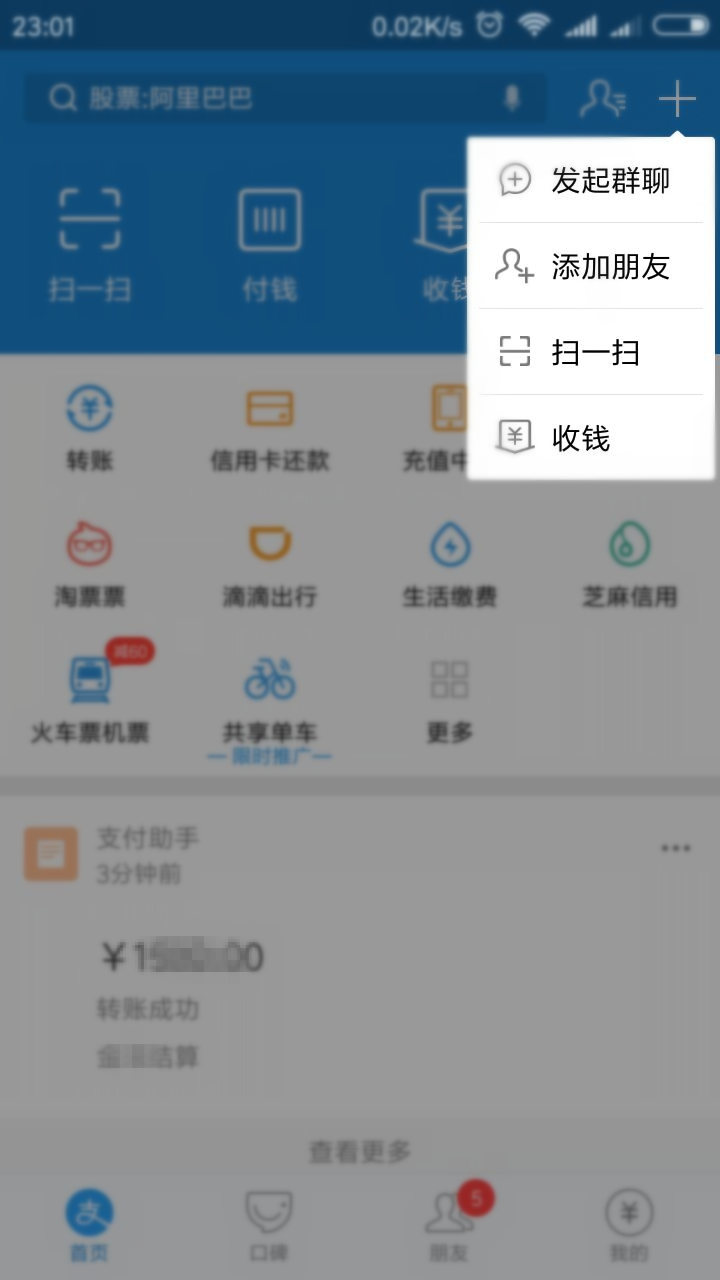 23:01
0.02K/s
股票:阿里巴巴
发起群聊
添加朋友
扫一扫
收钱
扫一扫
付钱
收钱
转账
信用卡还款
充值中
淘票票
滴滴出行
生活缴费
芝麻信用
减60
火车票机票
共享单车
更多
限时推广
支付助手
3分钟前
转账成功
结算
查看更多
支
5
首页
口碑
朋友
我的